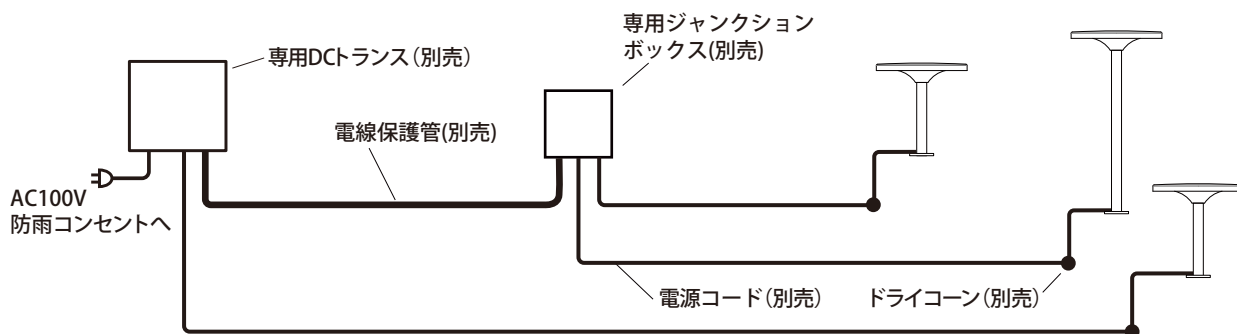 専用DCトランス(別売)
専用ジャンクション
ボックス(別売)
電線保護管(別売)
AC100V
防雨コンセントへ
電源コード(別売)
ドライコーン(別売)